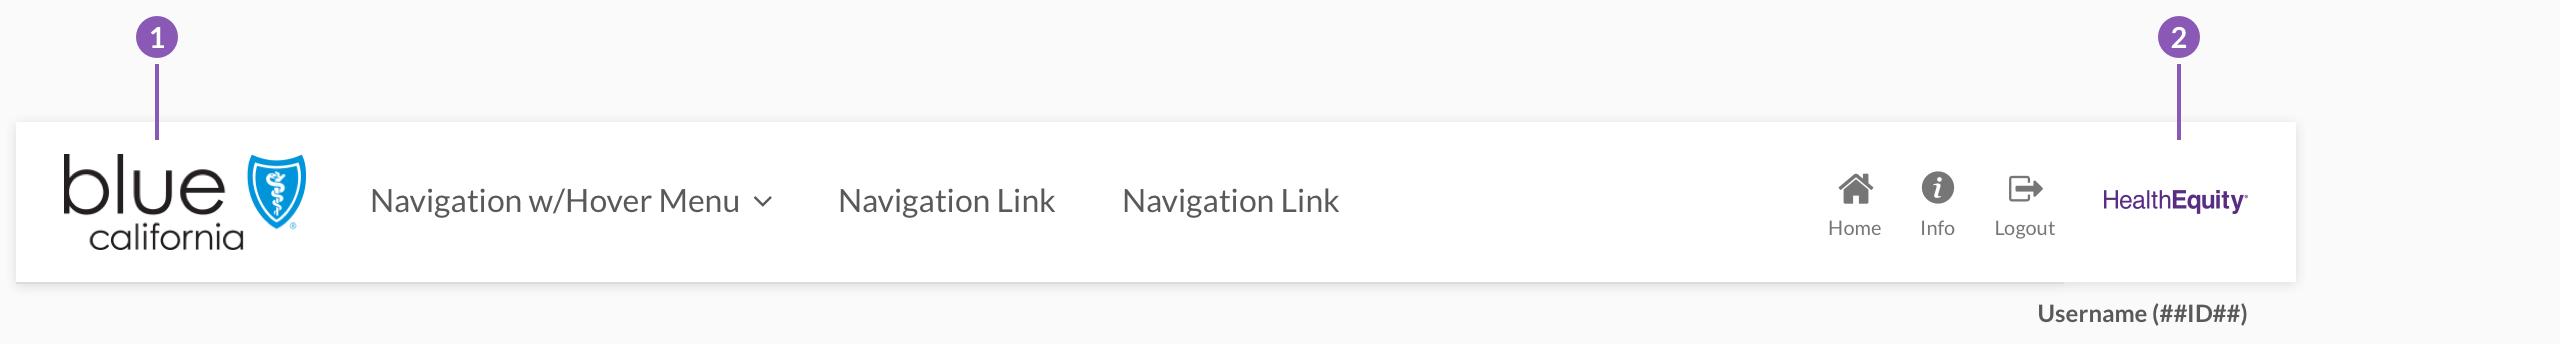 1
2
blue
california
®
Navigation w/Hover Menu
Navigation Link
Navigation Link
Home
Info
Logout
HealthEquity®
Username (##ID##)